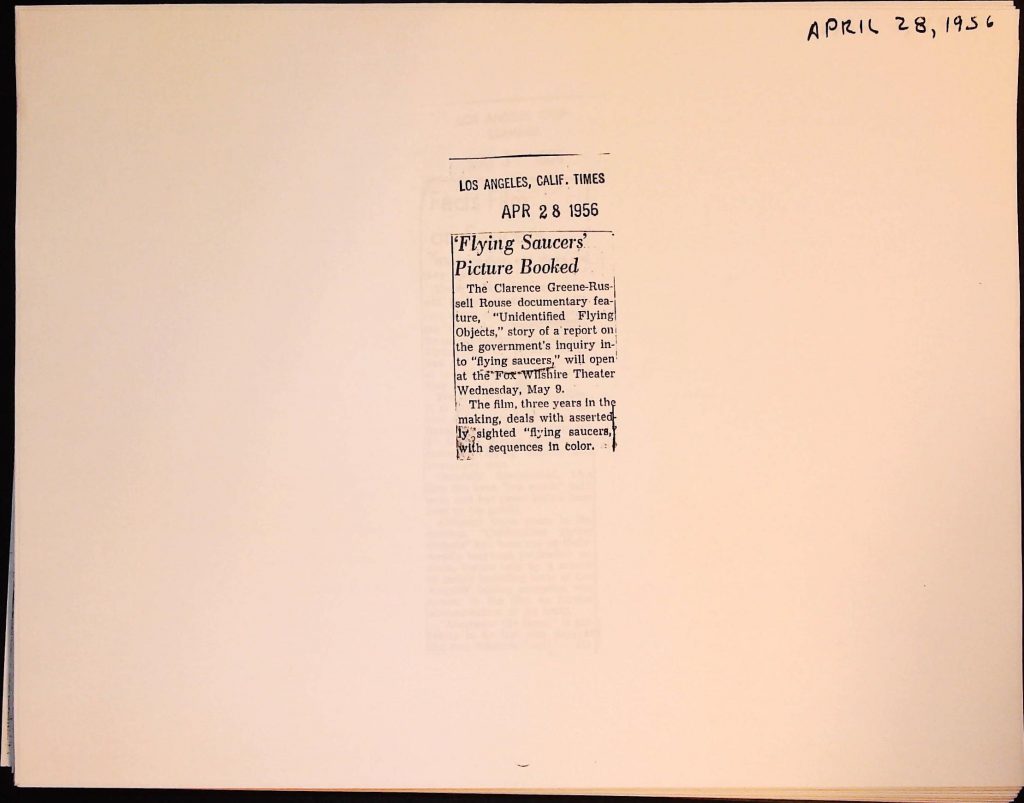 APRIL 28, 1956
LOS ANGELES, CALIF. TIMES
APR 28 1956
'Flying Saucers'
Picture Booked
The Clarence Greene-Rus-
sell Rouse documentary fea-
ture, "Unidentified Flying
Objects," story of a report on
the government's inquiry in-
to "flying saucers," will open
at the Fox Wilshire Theater
Wednesday, May 9.
The film, three years in the
making, deals with asserted-
ly sighted "flying saucers,"
with sequences in color.